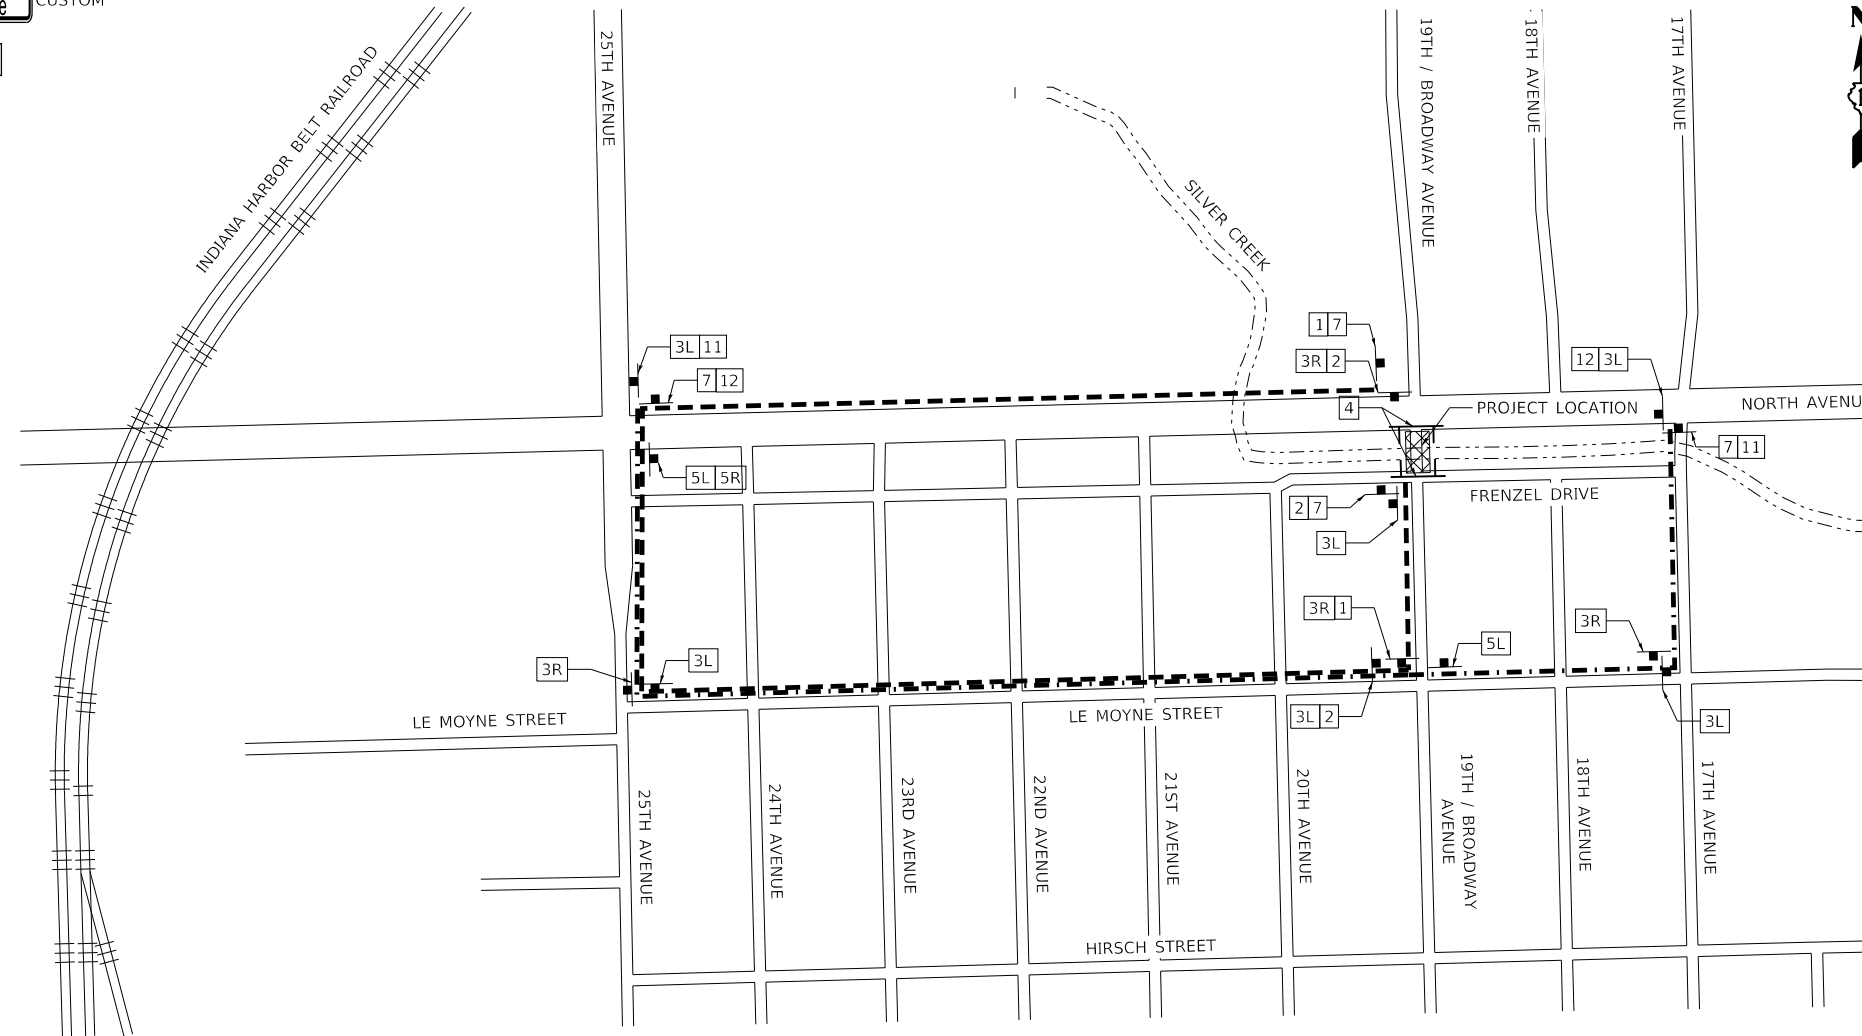 CUSTOM
INDIANA HARBOR BELT RAILROAD
25TH AVENUE
19TH / BROADWAY AVENUE
18TH AVENUE
17TH AVENUE
N
SILVER CREEK
1 7
3L 11
3R 2
12 3L
7 12
4
PROJECT LOCATION
NORTH AVENU
7 11
5L 5R
FRENZEL DRIVE
2 7
3L
3R 1
3R
5L
3L
3R
LE MOYNE STREET
LE MOYNE STREET
3L 2
3L
25TH AVENUE
24TH AVENUE
23RD AVENUE
22ND AVENUE
21ST AVENUE
20TH AVENUE
19TH / BROADWAY
AVENUE
18TH AVENUE
17TH AVENUE
HIRSCH STREET